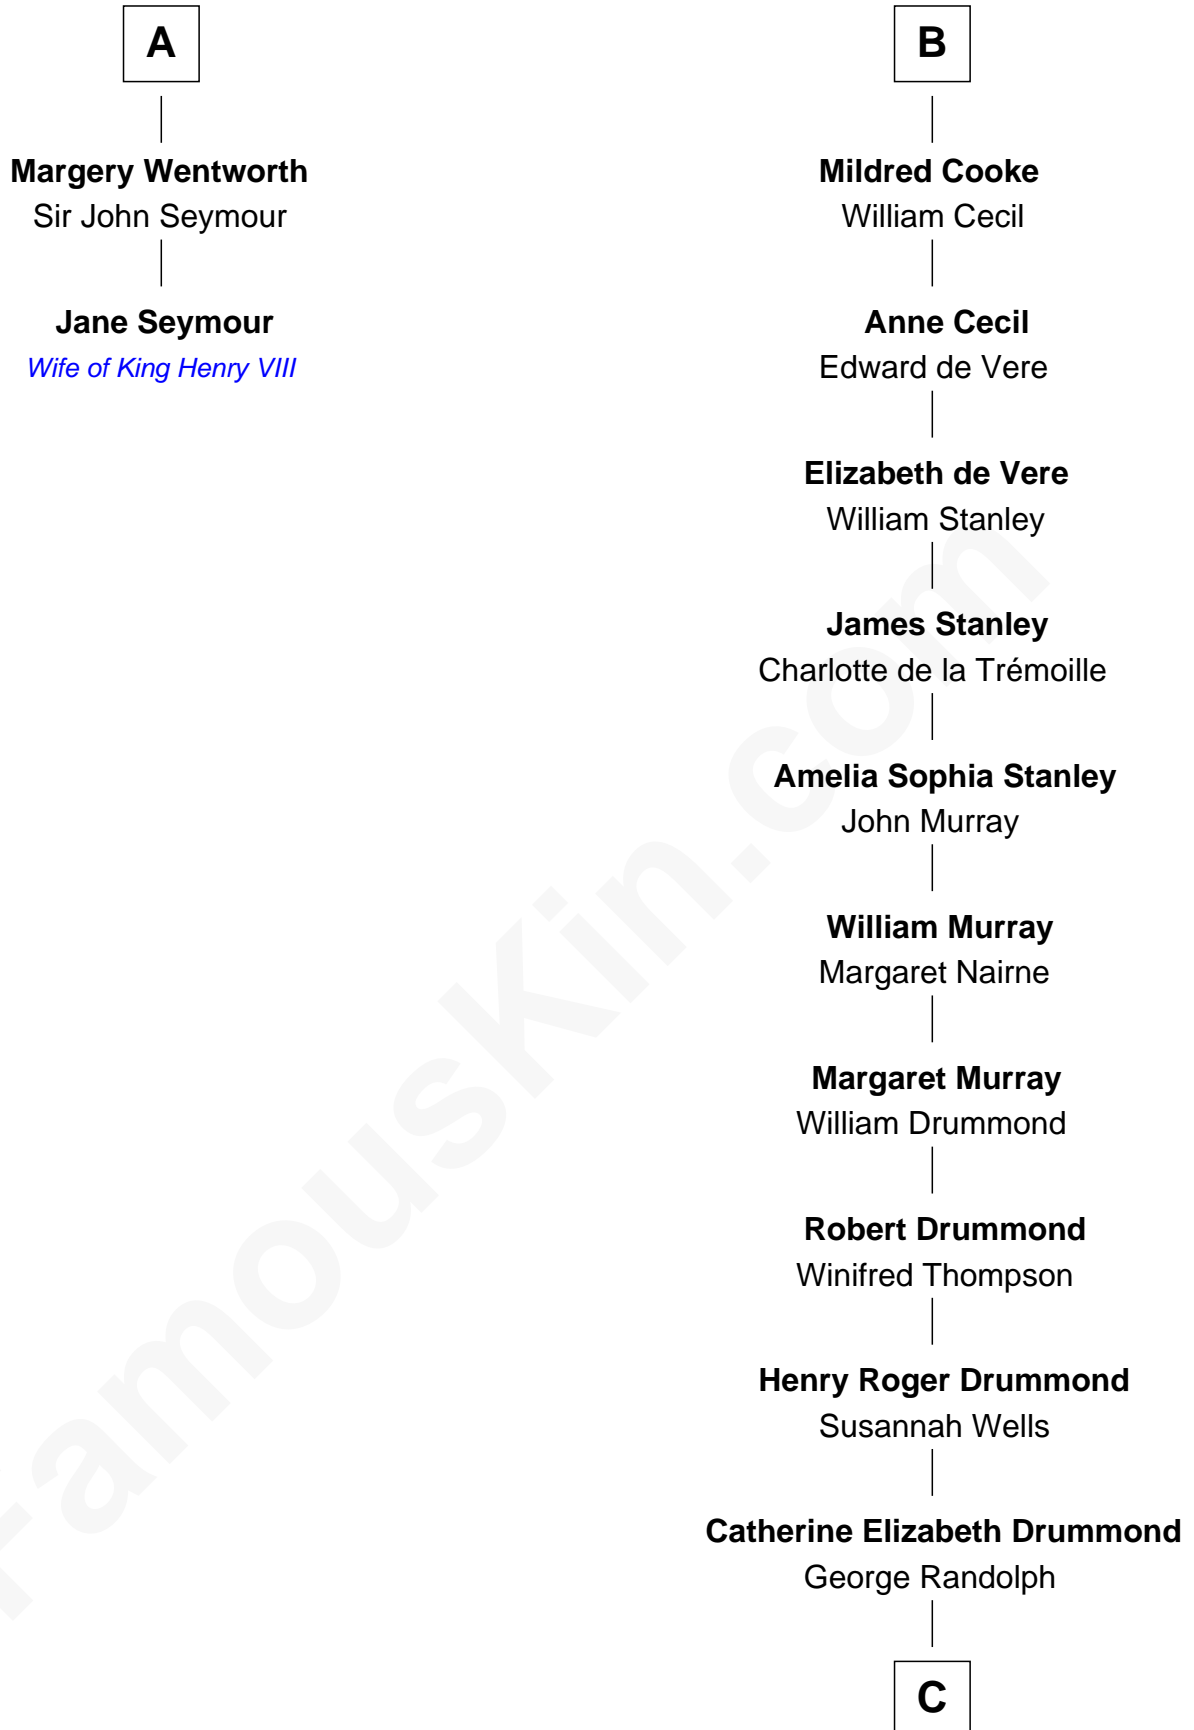 A
Margery Wentworth
Sir John Seymour
Jane Seymour
Wife of King Henry VIII
B
Mildred Cooke
William Cecil
Anne Cecil
Edward de Vere
Elizabeth de Vere
William Stanley
James Stanley
Charlotte de la Trémoille
Amelia Sophia Stanley
John Murray
William Murray
Margaret Nairne
Margaret Murray
William Drummond
Robert Drummond
Winifred Thompson
Henry Roger Drummond
Susannah Wells
Catherine Elizabeth Drummond
George Randolph
C
FamousKin.com